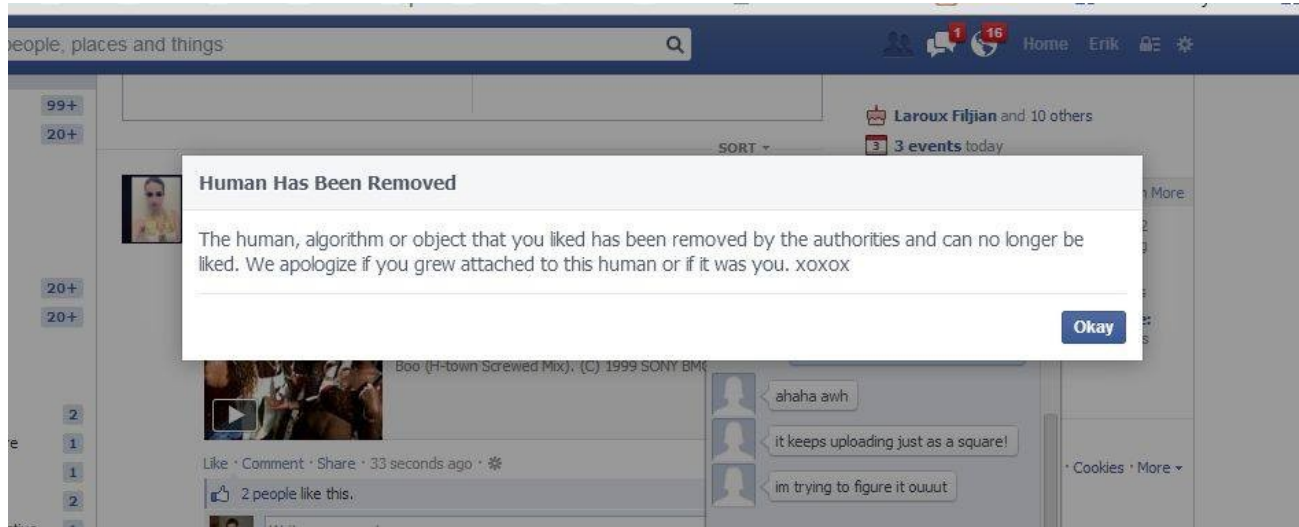 people, places and things
1
16
Home Erik
99+
20+
Laroux Filjian and 10 others
SORT
3 3 events today
Human Has Been Removed
More
The human, algorithm or object that you liked has been removed by the authorities and can no longer be
liked. We apologize if you grew attached to this human or if it was you. xoxox
20+
20+
Okay
Boo (H-town Screwed Mix). (C) 1999 SONY BMG
ahaha awh
2
it keeps uploading just as a square!
1
Like · Comment · Share · 33 seconds ago ·
· Cookies · More
1
im trying to figure it ouuut
2 people like this.
2